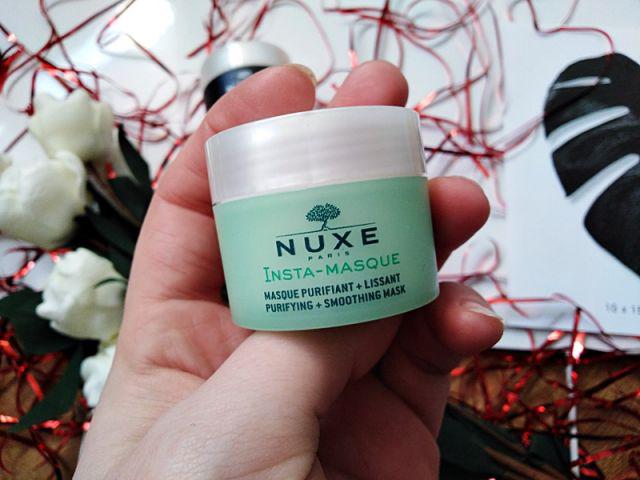 NUXE
PARIS
INSTA-MASQUE
MASQUE PURIFIANT + LISSANT
PURIFYING + SMOOTHING MASK